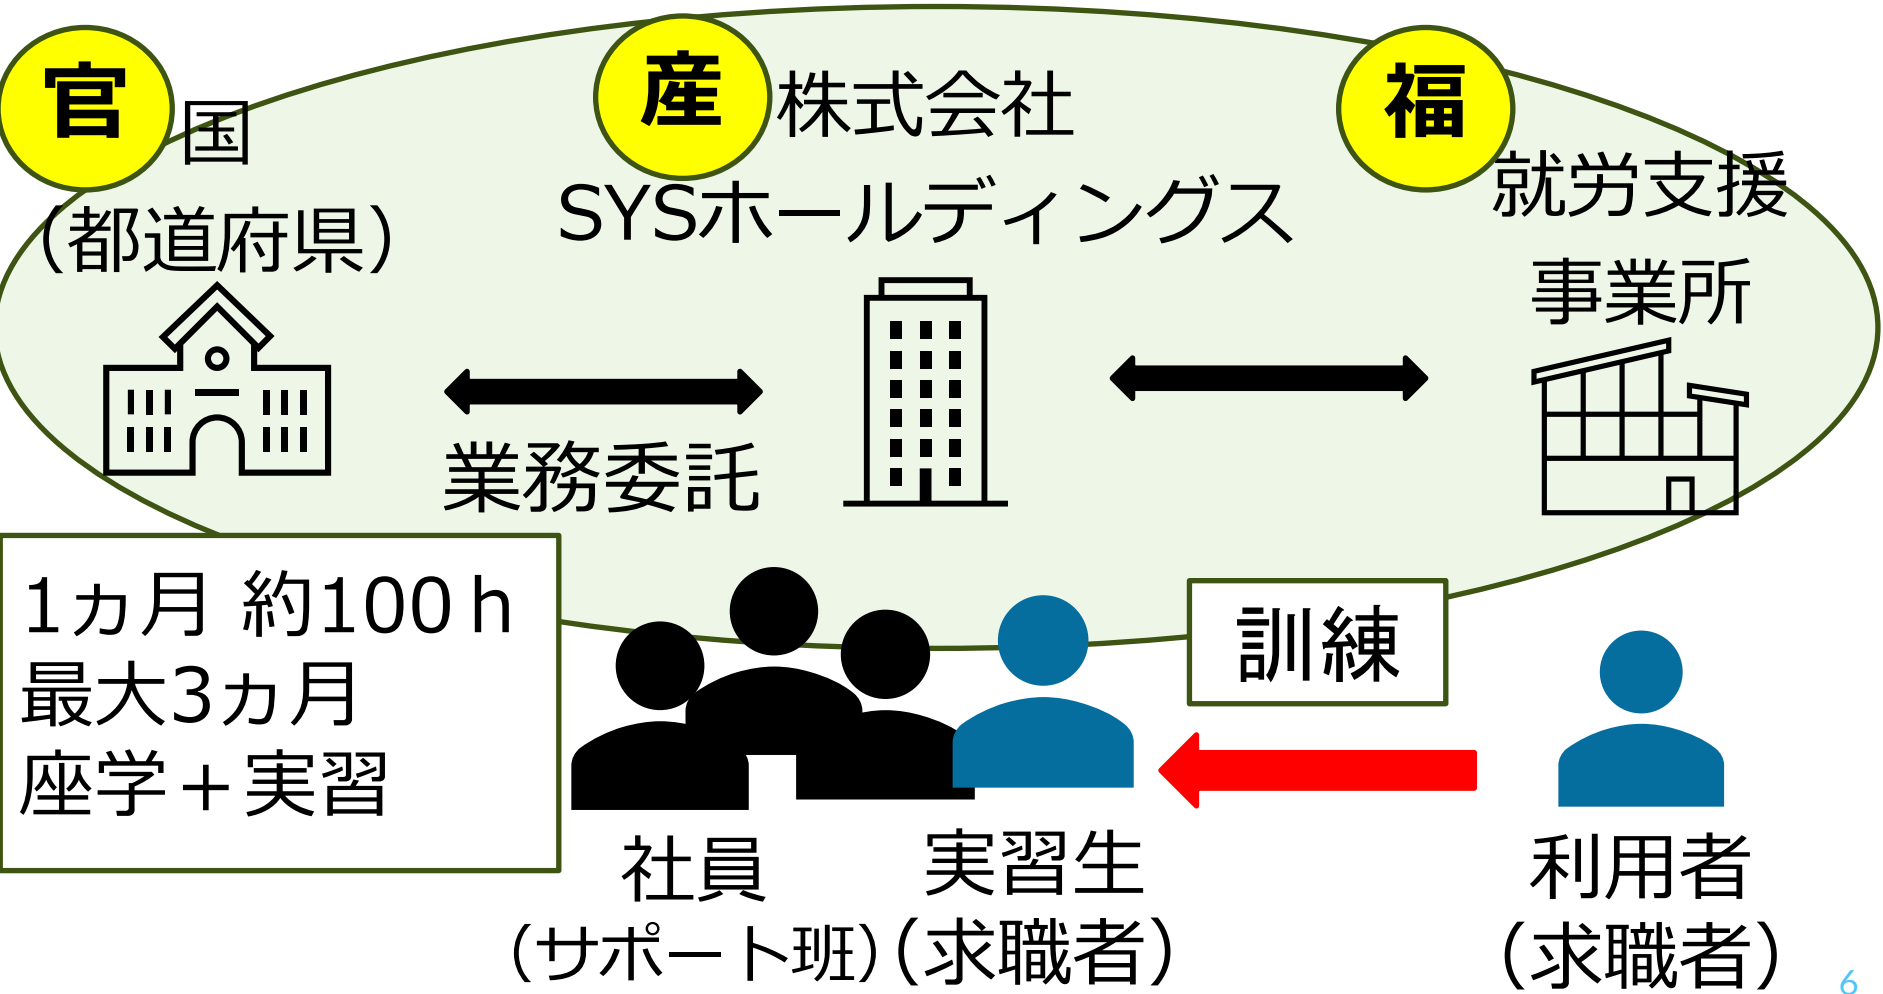 官
国
（都道府県）
産
株式会社
SYSホールディングス
福
就労支援
事業所
業務委託
1ヵ月 約100ｈ
最大3ヵ月
座学＋実習
訓練
社員
（サポート班）
実習生
（求職者）
利用者
（求職者）
6